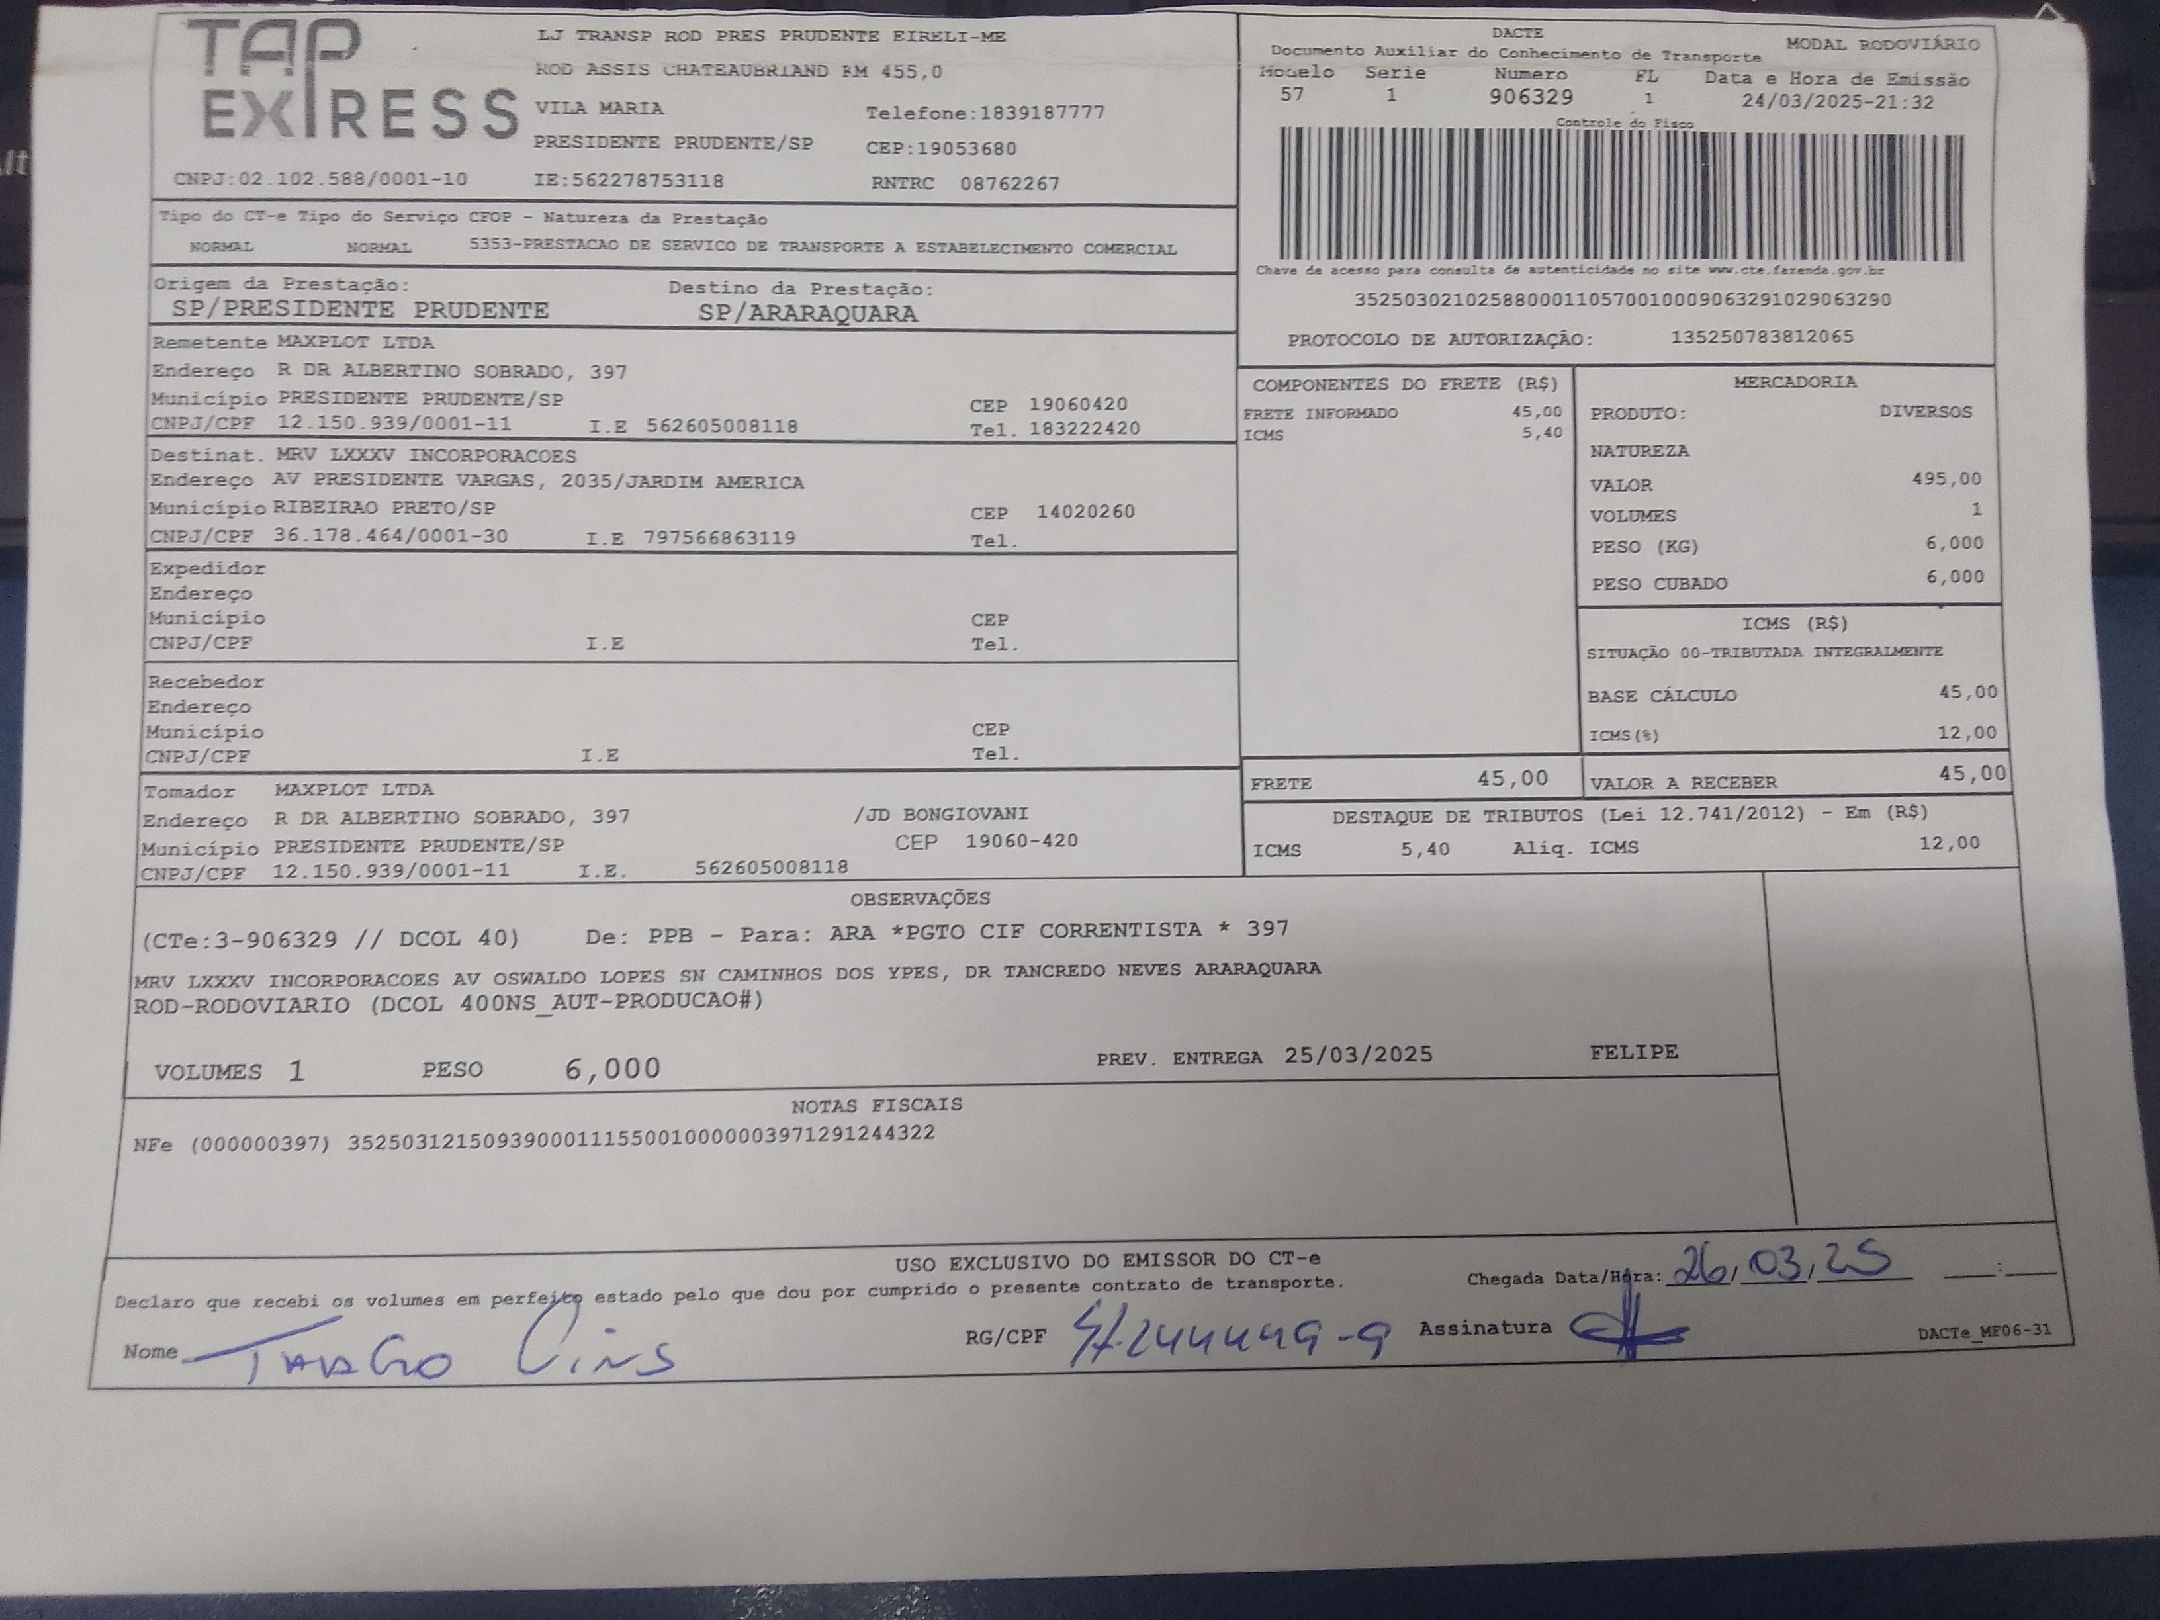 TAP
EXPRESS
LJ TRANSP ROD PRES PRUDENTE EIRELI-ME
ROD ASSIS CHATEAUBRIAND KM 455,0
VILA MARIA Telefone:1839187777
PRESIDENTE PRUDENTE/SP CEP:19053680
CNPJ:02.102.588/0001-10 IE:562278753118 RNTRC 08762267
DACTE
Documento Auxiliar do Conhecimento de Transporte MODAL RODOVIÁRIO
Modelo Serie Numero FL Data e Hora de Emissão
57 1 906329 1 24/03/2025-21:32
Controle do Fisco
Chave de acesso para consulta de autenticidade no site www.cte.fazenda.gov.br
35250302102588000110570010009063291029063290
PROTOCOLO DE AUTORIZAÇÃO: 135250783812065
Tipo do CT-e Tipo do Serviço CFOP - Natureza da Prestação
NORMAL NORMAL 5353-PRESTACAO DE SERVICO DE TRANSPORTE A ESTABELECIMENTO COMERCIAL
Origem da Prestação: Destino da Prestação:
SP/PRESIDENTE PRUDENTE SP/ARARAQUARA
Remetente MAXPLOT LTDA
Endereço R DR ALBERTINO SOBRADO, 397
Município PRESIDENTE PRUDENTE/SP CEP 19060420
CNPJ/CPF 12.150.939/0001-11 I.E 562605008118 Tel. 183222420
Destinat. MRV LXXXV INCORPORACOES
Endereço AV PRESIDENTE VARGAS, 2035/JARDIM AMERICA
Município RIBEIRAO PRETO/SP CEP 14020260
CNPJ/CPF 36.178.464/0001-30 I.E 797566863119 Tel.
Expedidor
Endereço
Município CEP
CNPJ/CPF I.E Tel.
Recebedor
Endereço
Município CEP
CNPJ/CPF I.E Tel.
Tomador MAXPLOT LTDA
Endereço R DR ALBERTINO SOBRADO, 397 /JD BONGIOVANI
Município PRESIDENTE PRUDENTE/SP CEP 19060-420
CNPJ/CPF 12.150.939/0001-11 I.E. 562605008118
COMPONENTES DO FRETE (R$)
FRETE INFORMADO 45,00
ICMS 5,40
MERCADORIA
PRODUTO: DIVERSOS
NATUREZA
VALOR 495,00
VOLUMES 1
PESO (KG) 6,000
PESO CUBADO 6,000
ICMS (R$)
SITUAÇÃO 00-TRIBUTADA INTEGRALMENTE
BASE CÁLCULO 45,00
ICMS(%) 12,00
FRETE 45,00 VALOR A RECEBER 45,00
DESTAQUE DE TRIBUTOS (Lei 12.741/2012) - Em (R$)
ICMS 5,40 Aliq. ICMS 12,00
OBSERVAÇÕES
(CTe:3-906329 // DCOL 40) De: PPB - Para: ARA *PGTO CIF CORRENTISTA * 397
MRV LXXXV INCORPORACOES AV OSWALDO LOPES SN CAMINHOS DOS YPES, DR TANCREDO NEVES ARARAQUARA
ROD-RODOVIARIO (DCOL 400NS_AUT-PRODUCAO#)
VOLUMES 1 PESO 6,000 PREV. ENTREGA 25/03/2025 FELIPE
NOTAS FISCAIS
NFe (000000397) 35250312150939000111550010000003971291244322
USO EXCLUSIVO DO EMISSOR DO CT-e
Declaro que recebi os volumes em perfeito estado pelo que dou por cumprido o presente contrato de transporte. Chegada Data/Hora: 26/03/25 __:__
Nome RG/CPF Assinatura DACTe_MF06-31